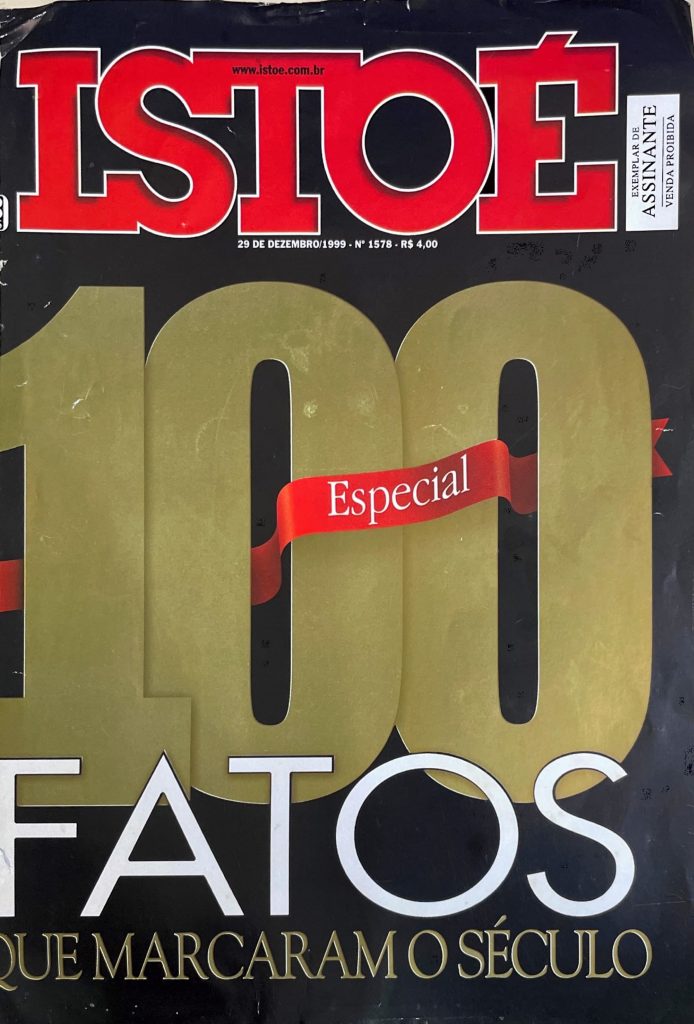 www.istoe.com.br
ISTOÉ
EXEMPLAR DE
ASSINANTE
VENDA PROIBIDA
29 DE DEZEMBRO/1999 - Nº 1578 - R$ 4,00
100
Especial
FATOS
QUE MARCARAM O SÉCULO